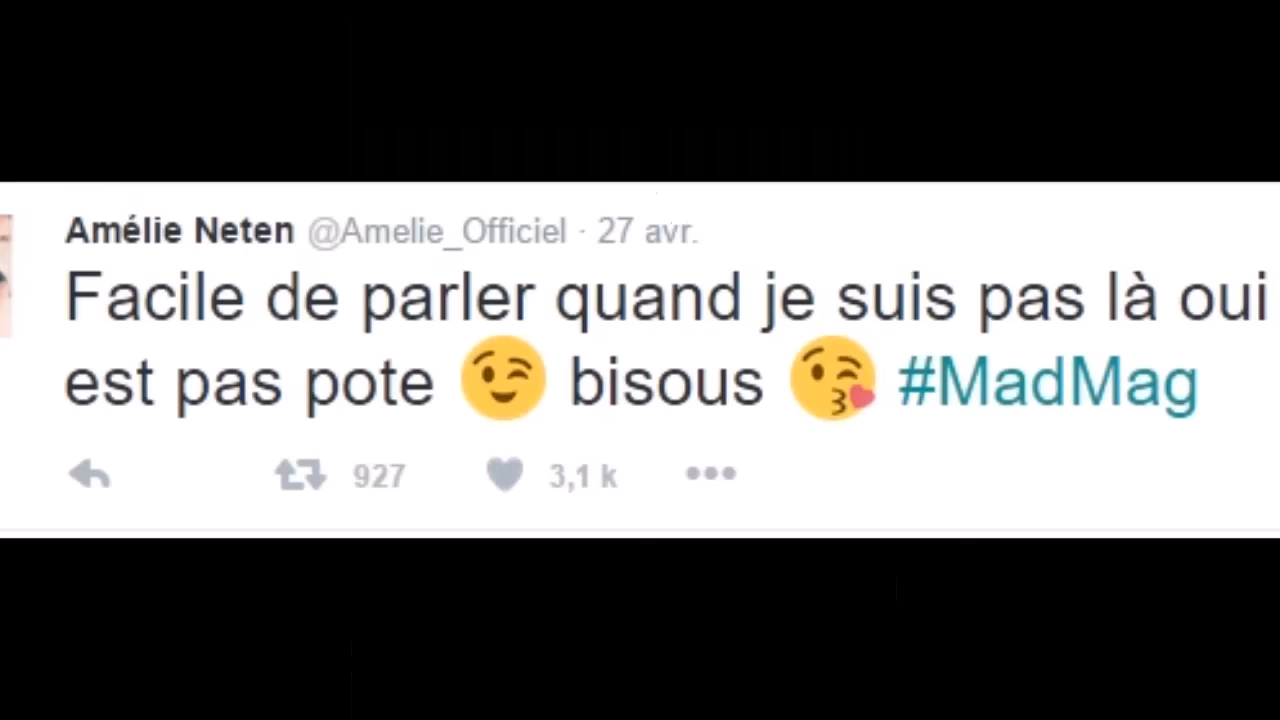 Amélie Neten @Amelie_Officiel · 27 avr.
Facile de parler quand je suis pas là oui
est pas pote 😉 bisous 😘 #MadMag
927 3,1 k